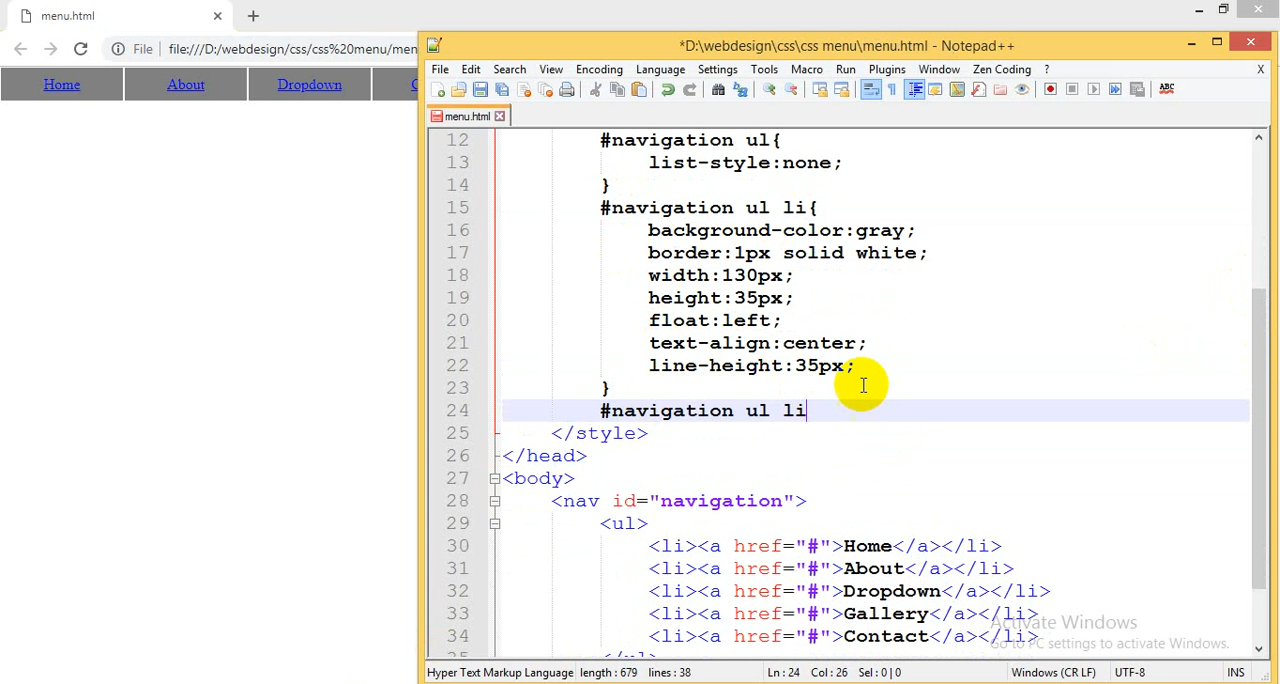 menu.html
File file:///D:/webdesign/css/css%20menu/men
Home About Dropdown
*D:\webdesign\css\css menu\menu.html - Notepad++
File Edit Search View Encoding Language Settings Tools Macro Run Plugins Window Zen Coding ? X
ABC
menu.html
12 #navigation ul{
13 list-style:none;
14 }
15 #navigation ul li{
16 background-color:gray;
17 border:1px solid white;
18 width:130px;
19 height:35px;
20 float:left;
21 text-align:center;
22 line-height:35px;
23 }
24 #navigation ul li
25 </style>
26 </head>
27 <body>
28 <nav id="navigation">
29 <ul>
30 <li><a href="#">Home</a></li>
31 <li><a href="#">About</a></li>
32 <li><a href="#">Dropdown</a></li>
33 <li><a href="#">Gallery</a></li>
34 <li><a href="#">Contact</a></li>
Activate Windows
Go to PC settings to activate Windows.
Hyper Text Markup Language length : 679 lines : 38 Ln : 24 Col : 26 Sel : 0 | 0 Windows (CR LF) UTF-8 INS